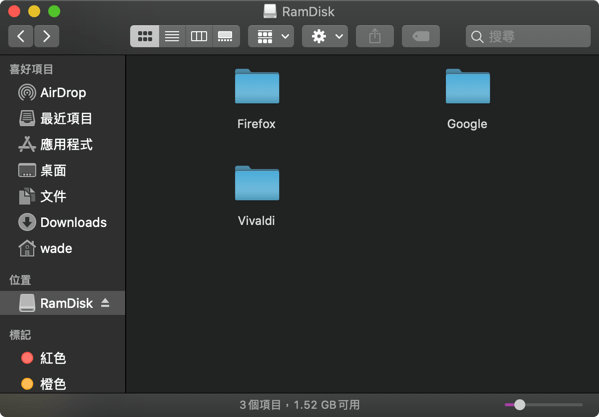 RamDisk
搜尋
喜好項目
AirDrop
最近項目
應用程式
桌面
文件
Downloads
wade
位置
RamDisk
標記
紅色
橙色
Firefox
Google
Vivaldi
3 個項目，1.52 GB 可用